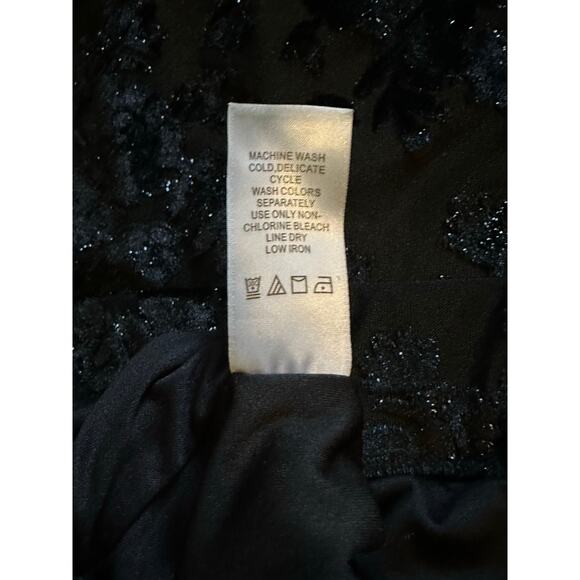 MACHINE WASH
COLD,DELICATE
CYCLE
WASH COLORS
SEPARATELY
USE ONLY NON-
CHLORINE BLEACH
LINE DRY
LOW IRON